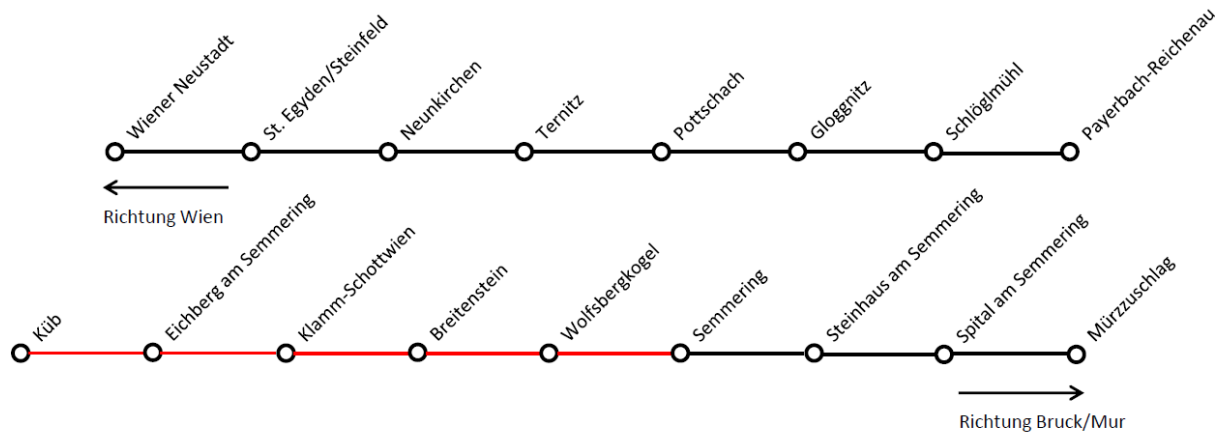 Wiener Neustadt
St. Egyden/Steinfeld
Neunkirchen
Ternitz
Pottschach
Gloggnitz
Schlöglmühl
Payerbach-Reichenau
Richtung Wien
Küb
Eichberg am Semmering
Klamm-Schottwien
Breitenstein
Wolfsbergkogel
Semmering
Steinhaus am Semmering
Spital am Semmering
Mürzzuschlag
Richtung Bruck/Mur